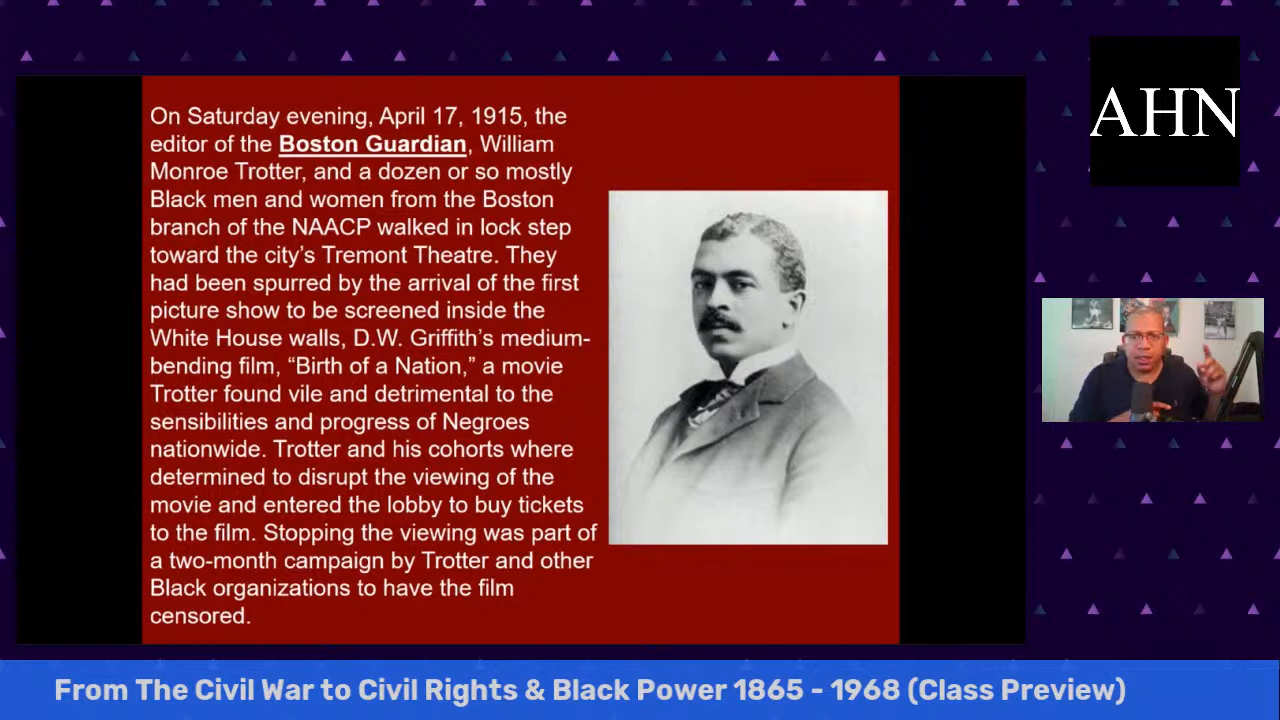 On Saturday evening, April 17, 1915, the
editor of the Boston Guardian, William
Monroe Trotter, and a dozen or so mostly
Black men and women from the Boston
branch of the NAACP walked in lock step
toward the city’s Tremont Theatre. They
had been spurred by the arrival of the first
picture show to be screened inside the
White House walls, D.W. Griffith’s medium-
bending film, “Birth of a Nation,” a movie
Trotter found vile and detrimental to the
sensibilities and progress of Negroes
nationwide. Trotter and his cohorts where
determined to disrupt the viewing of the
movie and entered the lobby to buy tickets
to the film. Stopping the viewing was part of
a two-month campaign by Trotter and other
Black organizations to have the film
censored.
AHN
From The Civil War to Civil Rights & Black Power 1865 - 1968 (Class Preview)